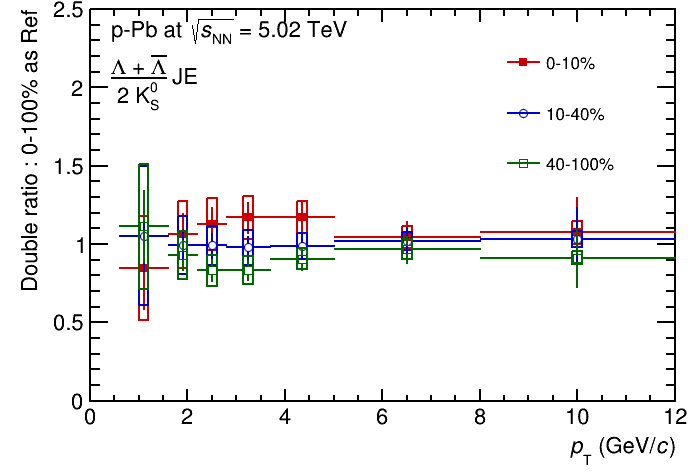 Double ratio : 0-100% as Ref
p-Pb at √sNN = 5.02 TeV
Λ + Λ̅
2 K0S
JE
0-10%
10-40%
40-100%
2.5
2
1.5
1
0.5
0
0 2 4 6 8 10 12
pT (GeV/c)